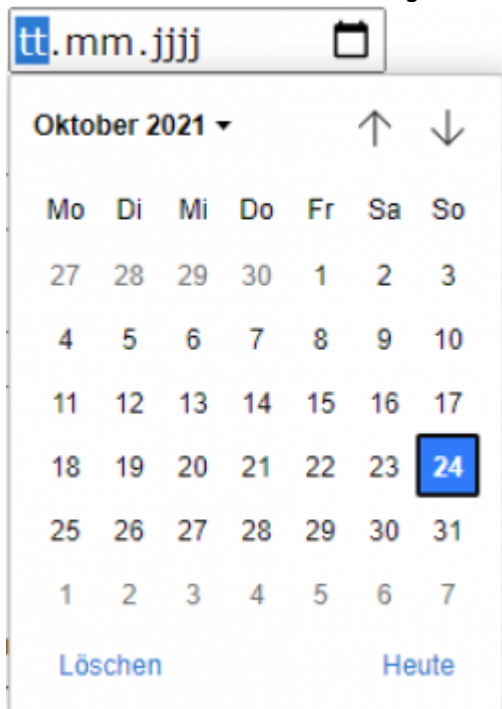 tt.mm.jjjj
Oktober 2021
Mo Di Mi Do Fr Sa So
27 28 29 30 1 2 3
4 5 6 7 8 9 10
11 12 13 14 15 16 17
18 19 20 21 22 23 24
25 26 27 28 29 30 31
1 2 3 4 5 6 7
Löschen Heute